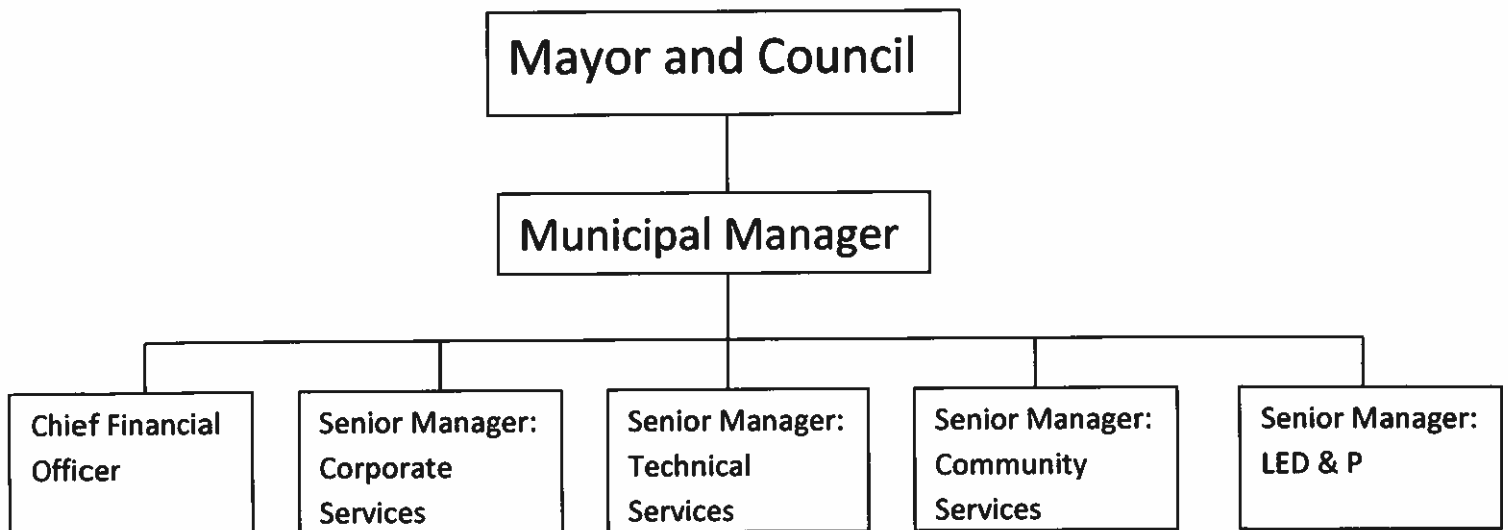 Mayor and Council
Municipal Manager
Chief Financial
Officer
Senior Manager:
Corporate
Services
Senior Manager:
Technical
Services
Senior Manager:
Community
Services
Senior Manager:
LED & P